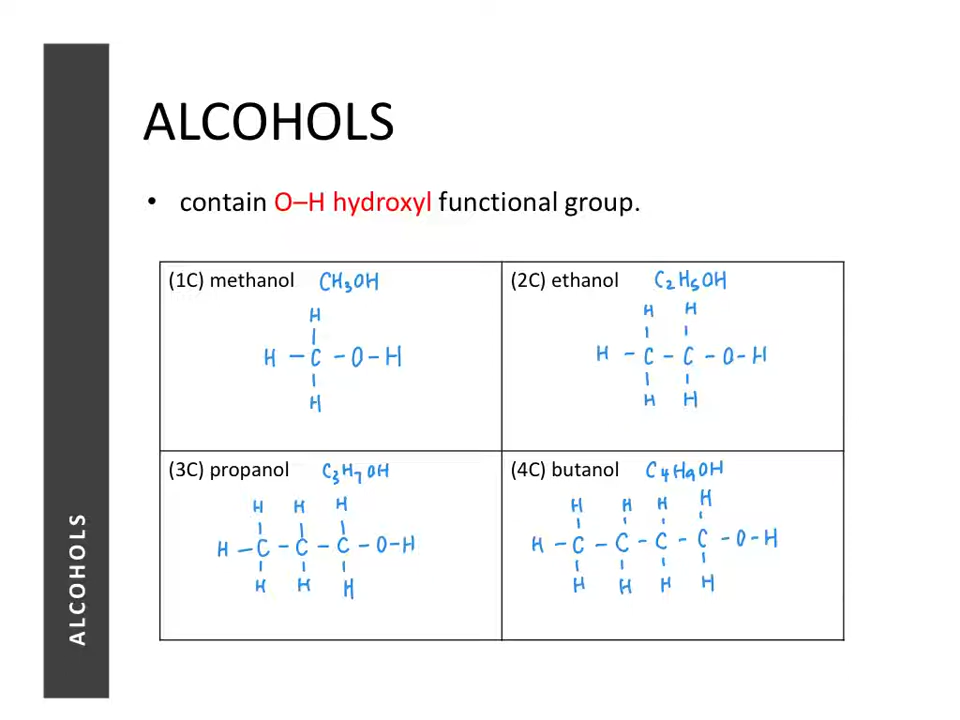 ALCOHOLS
• contain O–H hydroxyl functional group.
(1C) methanol CH₃OH
H
H – C – O – H
H
(2C) ethanol C₂H₅OH
H H
H – C – C – O – H
H H
(3C) propanol C₃H₇OH
H H H
H – C – C – C – O – H
H H H
(4C) butanol C₄H₉OH
H H H H
H – C – C – C – C – O – H
H H H H
ALCOHOLS